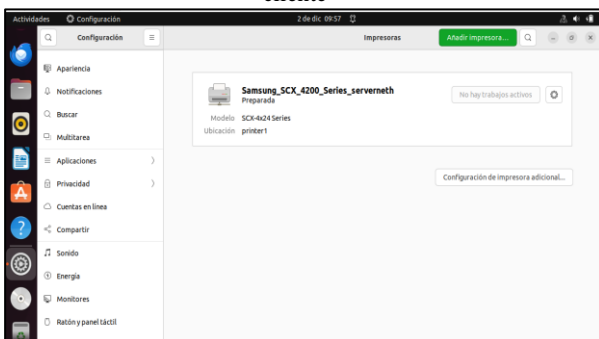 cliente
Actividades Configuración 2 de dic 09:57
Configuración Impresoras Añadir impresora...
Apariencia
Notificaciones
Buscar
Multitarea
Aplicaciones
Privacidad
Cuentas en línea
Compartir
Sonido
Energía
Monitores
Ratón y panel táctil
Samsung_SCX_4200_Series_serverneth
Preparada
No hay trabajos activos
Modelo SCX-4x24 Series
Ubicación printer1
Configuración de impresora adicional...